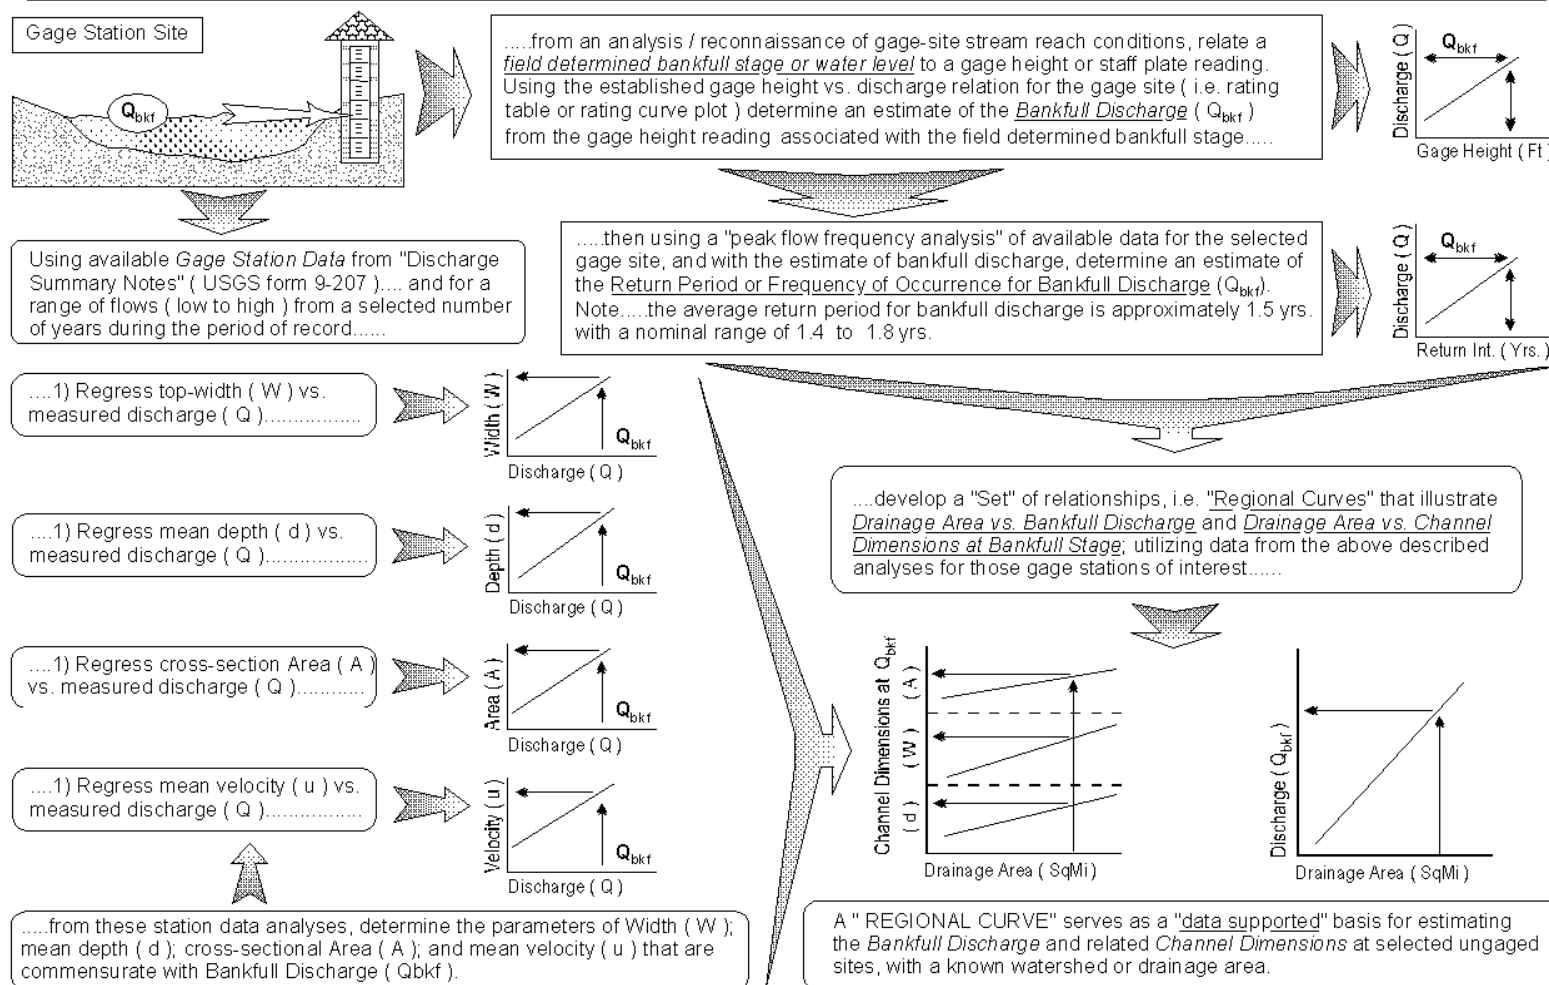 Gage Station Site
Qbkf
.....from an analysis / reconnaissance of gage-site stream reach conditions, relate a
field determined bankfull stage or water level to a gage height or staff plate reading.
Using the established gage height vs. discharge relation for the gage site ( i.e. rating
table or rating curve plot ) determine an estimate of the Bankfull Discharge ( Qbkf )
from the gage height reading associated with the field determined bankfull stage.....
Discharge ( Q )
Qbkf
Gage Height ( Ft )
.....then using a "peak flow frequency analysis" of available data for the selected
gage site, and with the estimate of bankfull discharge, determine an estimate of
the Return Period or Frequency of Occurrence for Bankfull Discharge (Qbkf).
Note.....the average return period for bankfull discharge is approximately 1.5 yrs.
with a nominal range of 1.4 to 1.8 yrs.
Discharge ( Q )
Qbkf
Return Int. ( Yrs. )
Using available Gage Station Data from "Discharge
Summary Notes" ( USGS form 9-207 ).... and for a
range of flows ( low to high ) from a selected number
of years during the period of record......
....1) Regress top-width ( W ) vs.
measured discharge ( Q ).................
Width ( W )
Qbkf
Discharge ( Q )
....1) Regress mean depth ( d ) vs.
measured discharge ( Q )..................
Depth ( d )
Qbkf
Discharge ( Q )
....1) Regress cross-section Area ( A )
vs. measured discharge ( Q )............
Area ( A )
Qbkf
Discharge ( Q )
....1) Regress mean velocity ( u ) vs.
measured discharge ( Q ).................
Velocity ( u )
Qbkf
Discharge ( Q )
.....from these station data analyses, determine the parameters of Width ( W );
mean depth ( d ); cross-sectional Area ( A ); and mean velocity ( u ) that are
commensurate with Bankfull Discharge ( Qbkf ).
....develop a "Set" of relationships, i.e. "Regional Curves" that illustrate
Drainage Area vs. Bankfull Discharge and Drainage Area vs. Channel
Dimensions at Bankfull Stage; utilizing data from the above described
analyses for those gage stations of interest......
Channel Dimensions at Qbkf
( A )
( W )
( d )
Drainage Area ( SqMi )
Discharge ( Qbkf )
Drainage Area ( SqMi )
A " REGIONAL CURVE" serves as a "data supported" basis for estimating
the Bankfull Discharge and related Channel Dimensions at selected ungaged
sites, with a known watershed or drainage area.